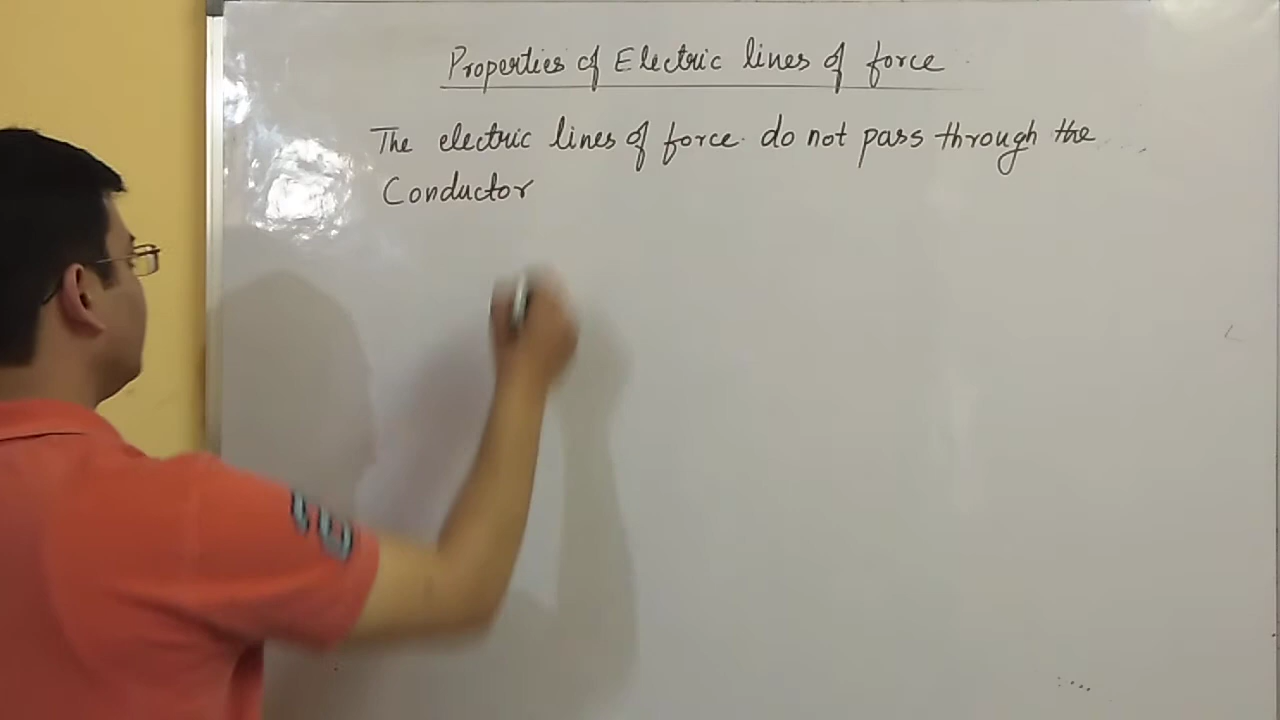 Properties of Electric lines of force
The electric lines of force do not pass through the
Conductor